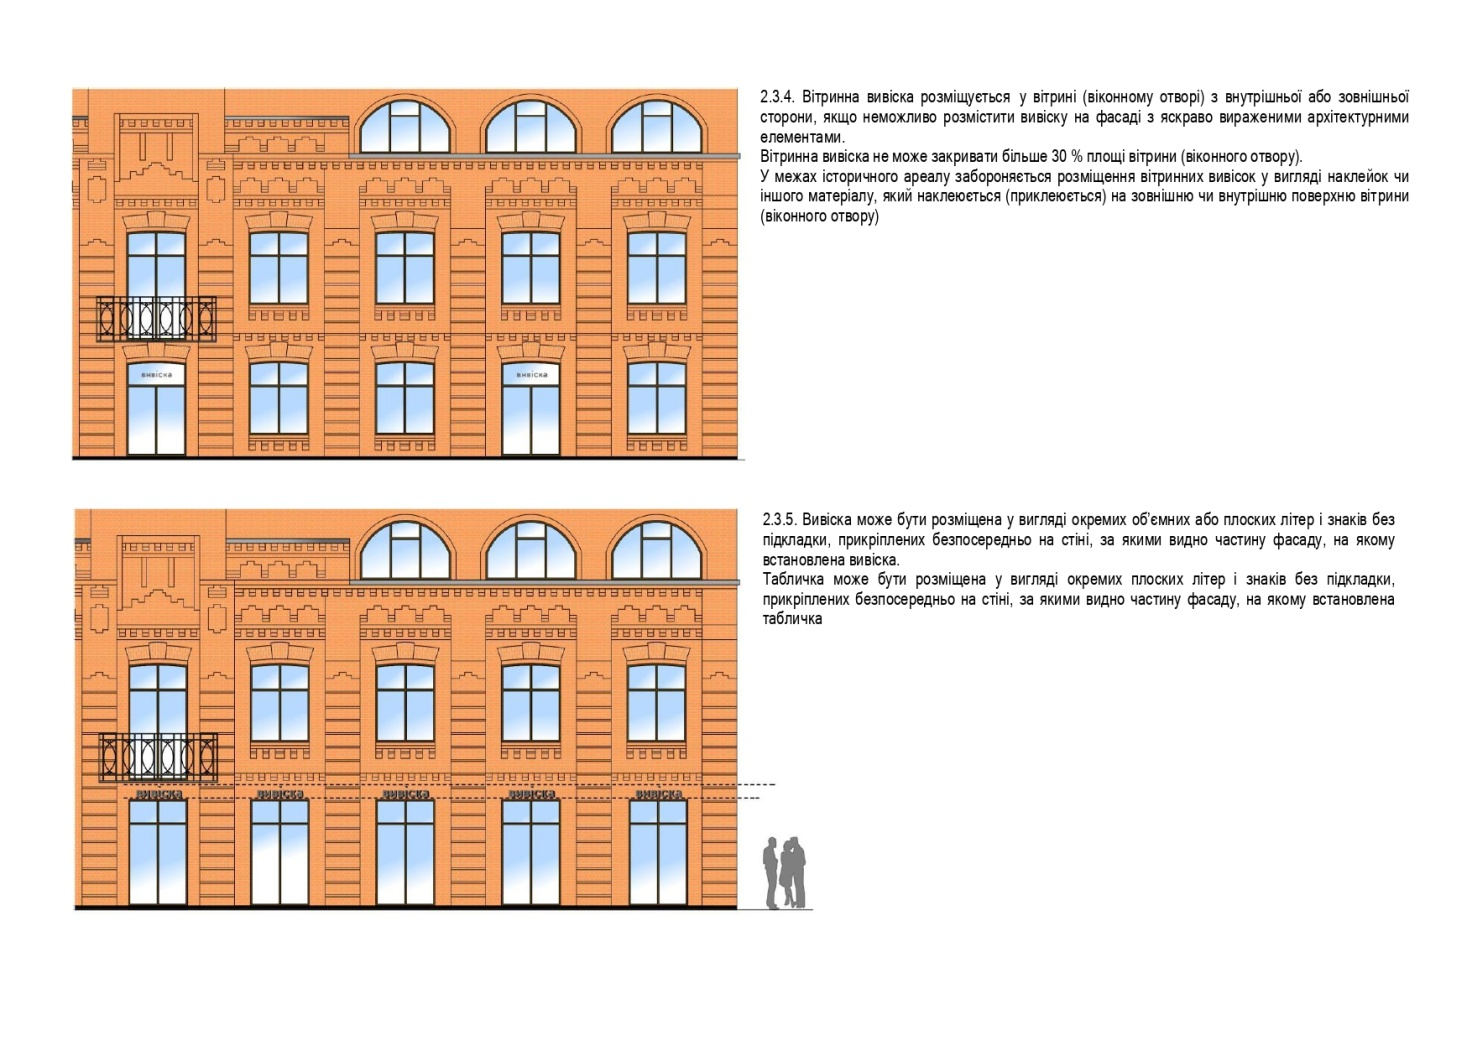 2.3.4. Вітринна вивіска розміщується у вітрині (віконному отворі) з внутрішньої або зовнішньої
сторони, якщо неможливо розмістити вивіску на фасаді з яскраво вираженими архітектурними
елементами.
Вітринна вивіска не може закривати більше 30 % площі вітрини (віконного отвору).
У межах історичного ареалу забороняється розміщення вітринних вивісок у вигляді наклейок чи
іншого матеріалу, який наклеюється (приклеюється) на зовнішню чи внутрішню поверхню вітрини
(віконного отвору)
вивіска вивіска
2.3.5. Вивіска може бути розміщена у вигляді окремих об’ємних або плоских літер і знаків без
підкладки, прикріплених безпосередньо на стіні, за якими видно частину фасаду, на якому
встановлена вивіска.
Табличка може бути розміщена у вигляді окремих плоских літер і знаків без підкладки,
прикріплених безпосередньо на стіні, за якими видно частину фасаду, на якому встановлена
табличка
вивіска вивіска вивіска вивіска вивіска